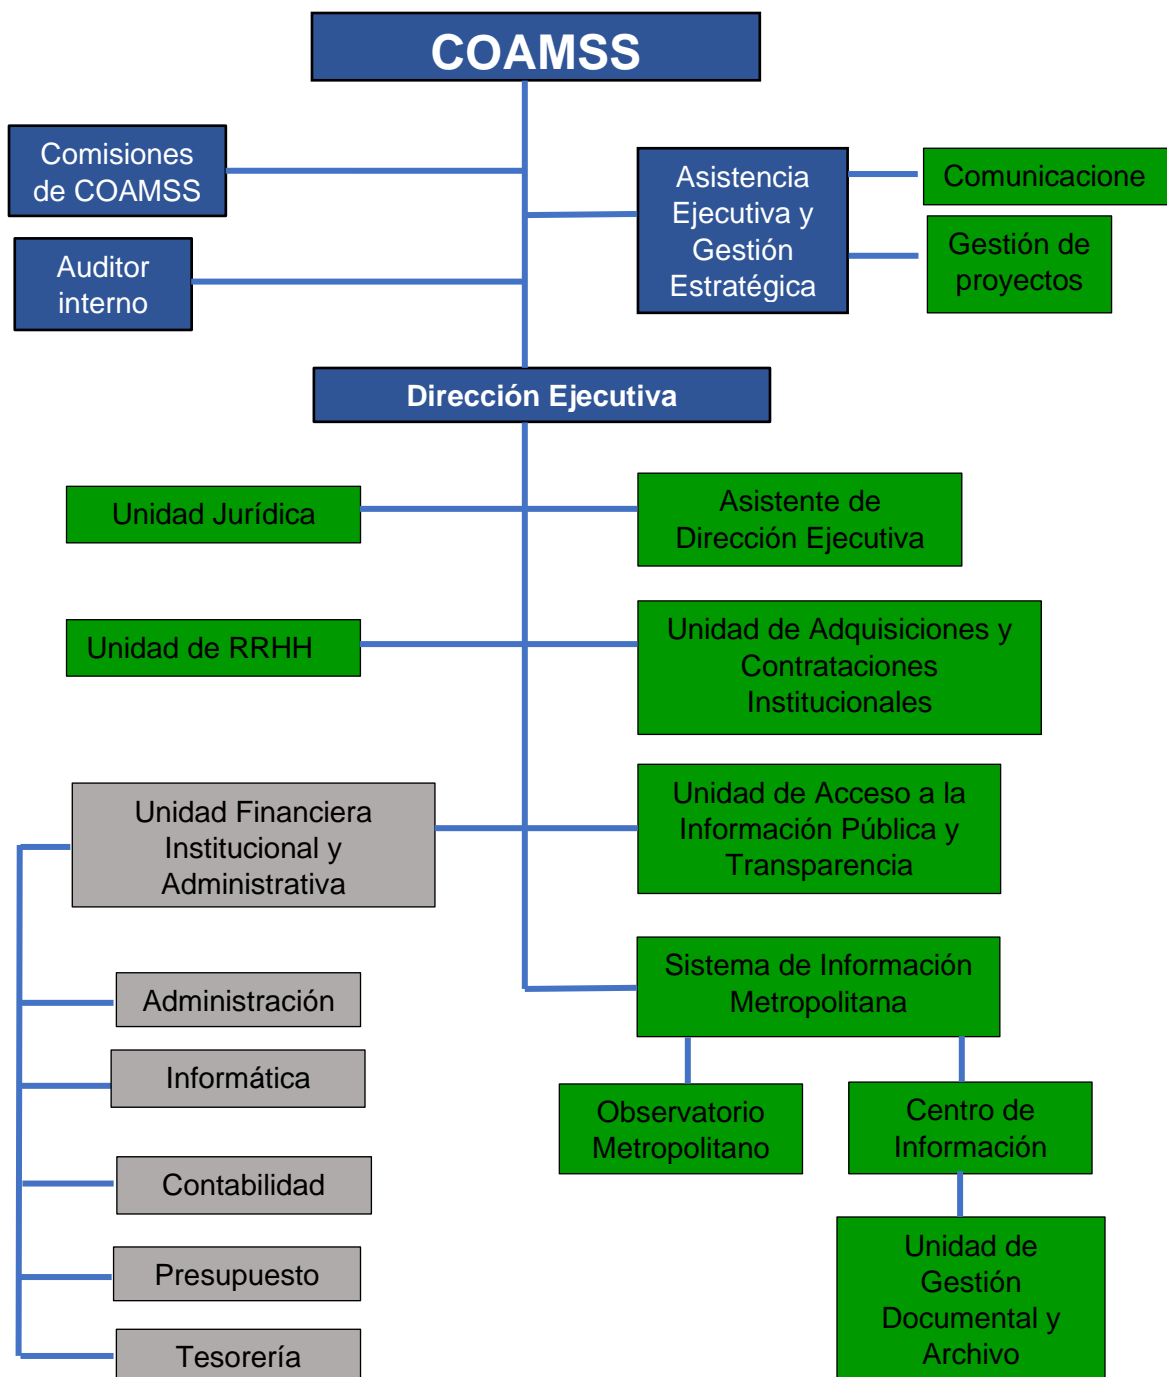 COAMSS
Comisiones
de COAMSS
Asistencia
Ejecutiva y
Gestión
Estratégica
Comunicacione
Gestión de
proyectos
Auditor
interno
Dirección Ejecutiva
Unidad Jurídica
Asistente de
Dirección Ejecutiva
Unidad de RRHH
Unidad de Adquisiciones y
Contrataciones
Institucionales
Unidad Financiera
Institucional y
Administrativa
Unidad de Acceso a la
Información Pública y
Transparencia
Sistema de Información
Metropolitana
Administración
Informática
Contabilidad
Presupuesto
Tesorería
Observatorio
Metropolitano
Centro de
Información
Unidad de
Gestión
Documental y
Archivo